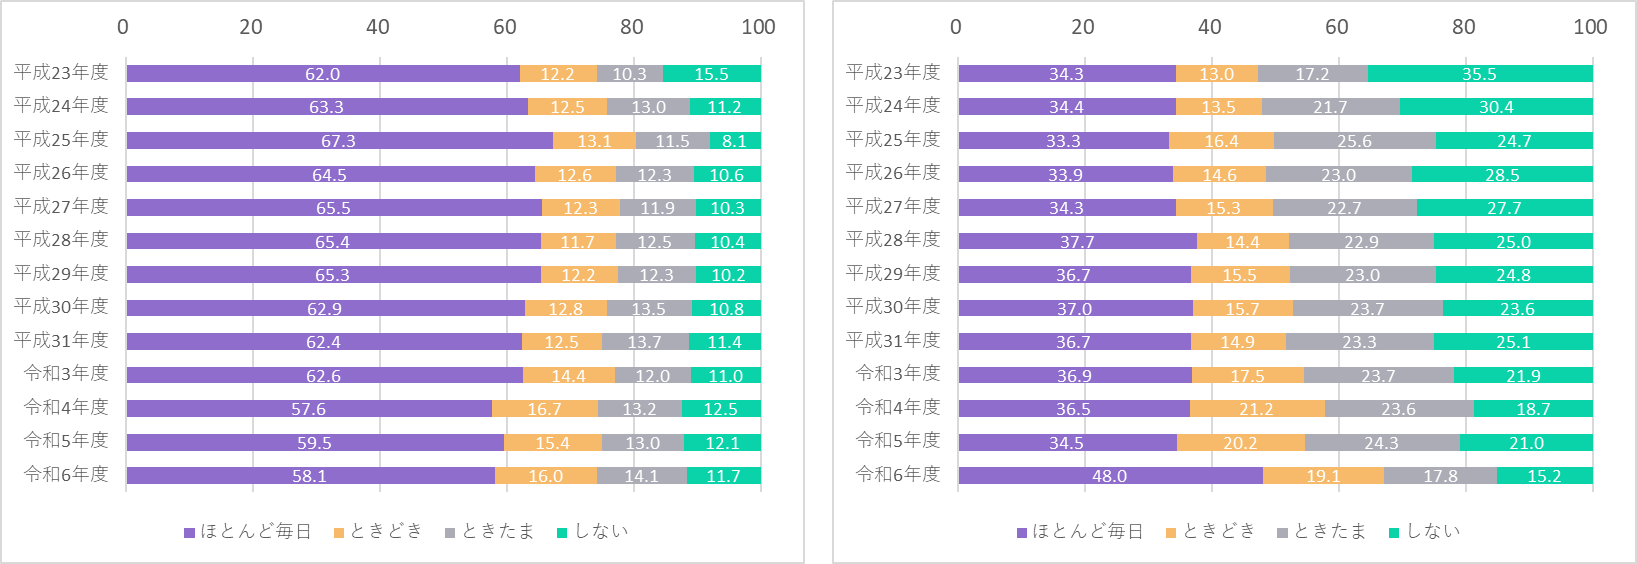 0 20 40 60 80 100
平成23年度 62.0 12.2 10.3 15.5
平成24年度 63.3 12.5 13.0 11.2
平成25年度 67.3 13.1 11.5 8.1
平成26年度 64.5 12.6 12.3 10.6
平成27年度 65.5 12.3 11.9 10.3
平成28年度 65.4 11.7 12.5 10.4
平成29年度 65.3 12.2 12.3 10.2
平成30年度 62.9 12.8 13.5 10.8
平成31年度 62.4 12.5 13.7 11.4
令和3年度 62.6 14.4 12.0 11.0
令和4年度 57.6 16.7 13.2 12.5
令和5年度 59.5 15.4 13.0 12.1
令和6年度 58.1 16.0 14.1 11.7
ほとんど毎日 ときどき ときたま しない
0 20 40 60 80 100
平成23年度 34.3 13.0 17.2 35.5
平成24年度 34.4 13.5 21.7 30.4
平成25年度 33.3 16.4 25.6 24.7
平成26年度 33.9 14.6 23.0 28.5
平成27年度 34.3 15.3 22.7 27.7
平成28年度 37.7 14.4 22.9 25.0
平成29年度 36.7 15.5 23.0 24.8
平成30年度 37.0 15.7 23.7 23.6
平成31年度 36.7 14.9 23.3 25.1
令和3年度 36.9 17.5 23.7 21.9
令和4年度 36.5 21.2 23.6 18.7
令和5年度 34.5 20.2 24.3 21.0
令和6年度 48.0 19.1 17.8 15.2
ほとんど毎日 ときどき ときたま しない